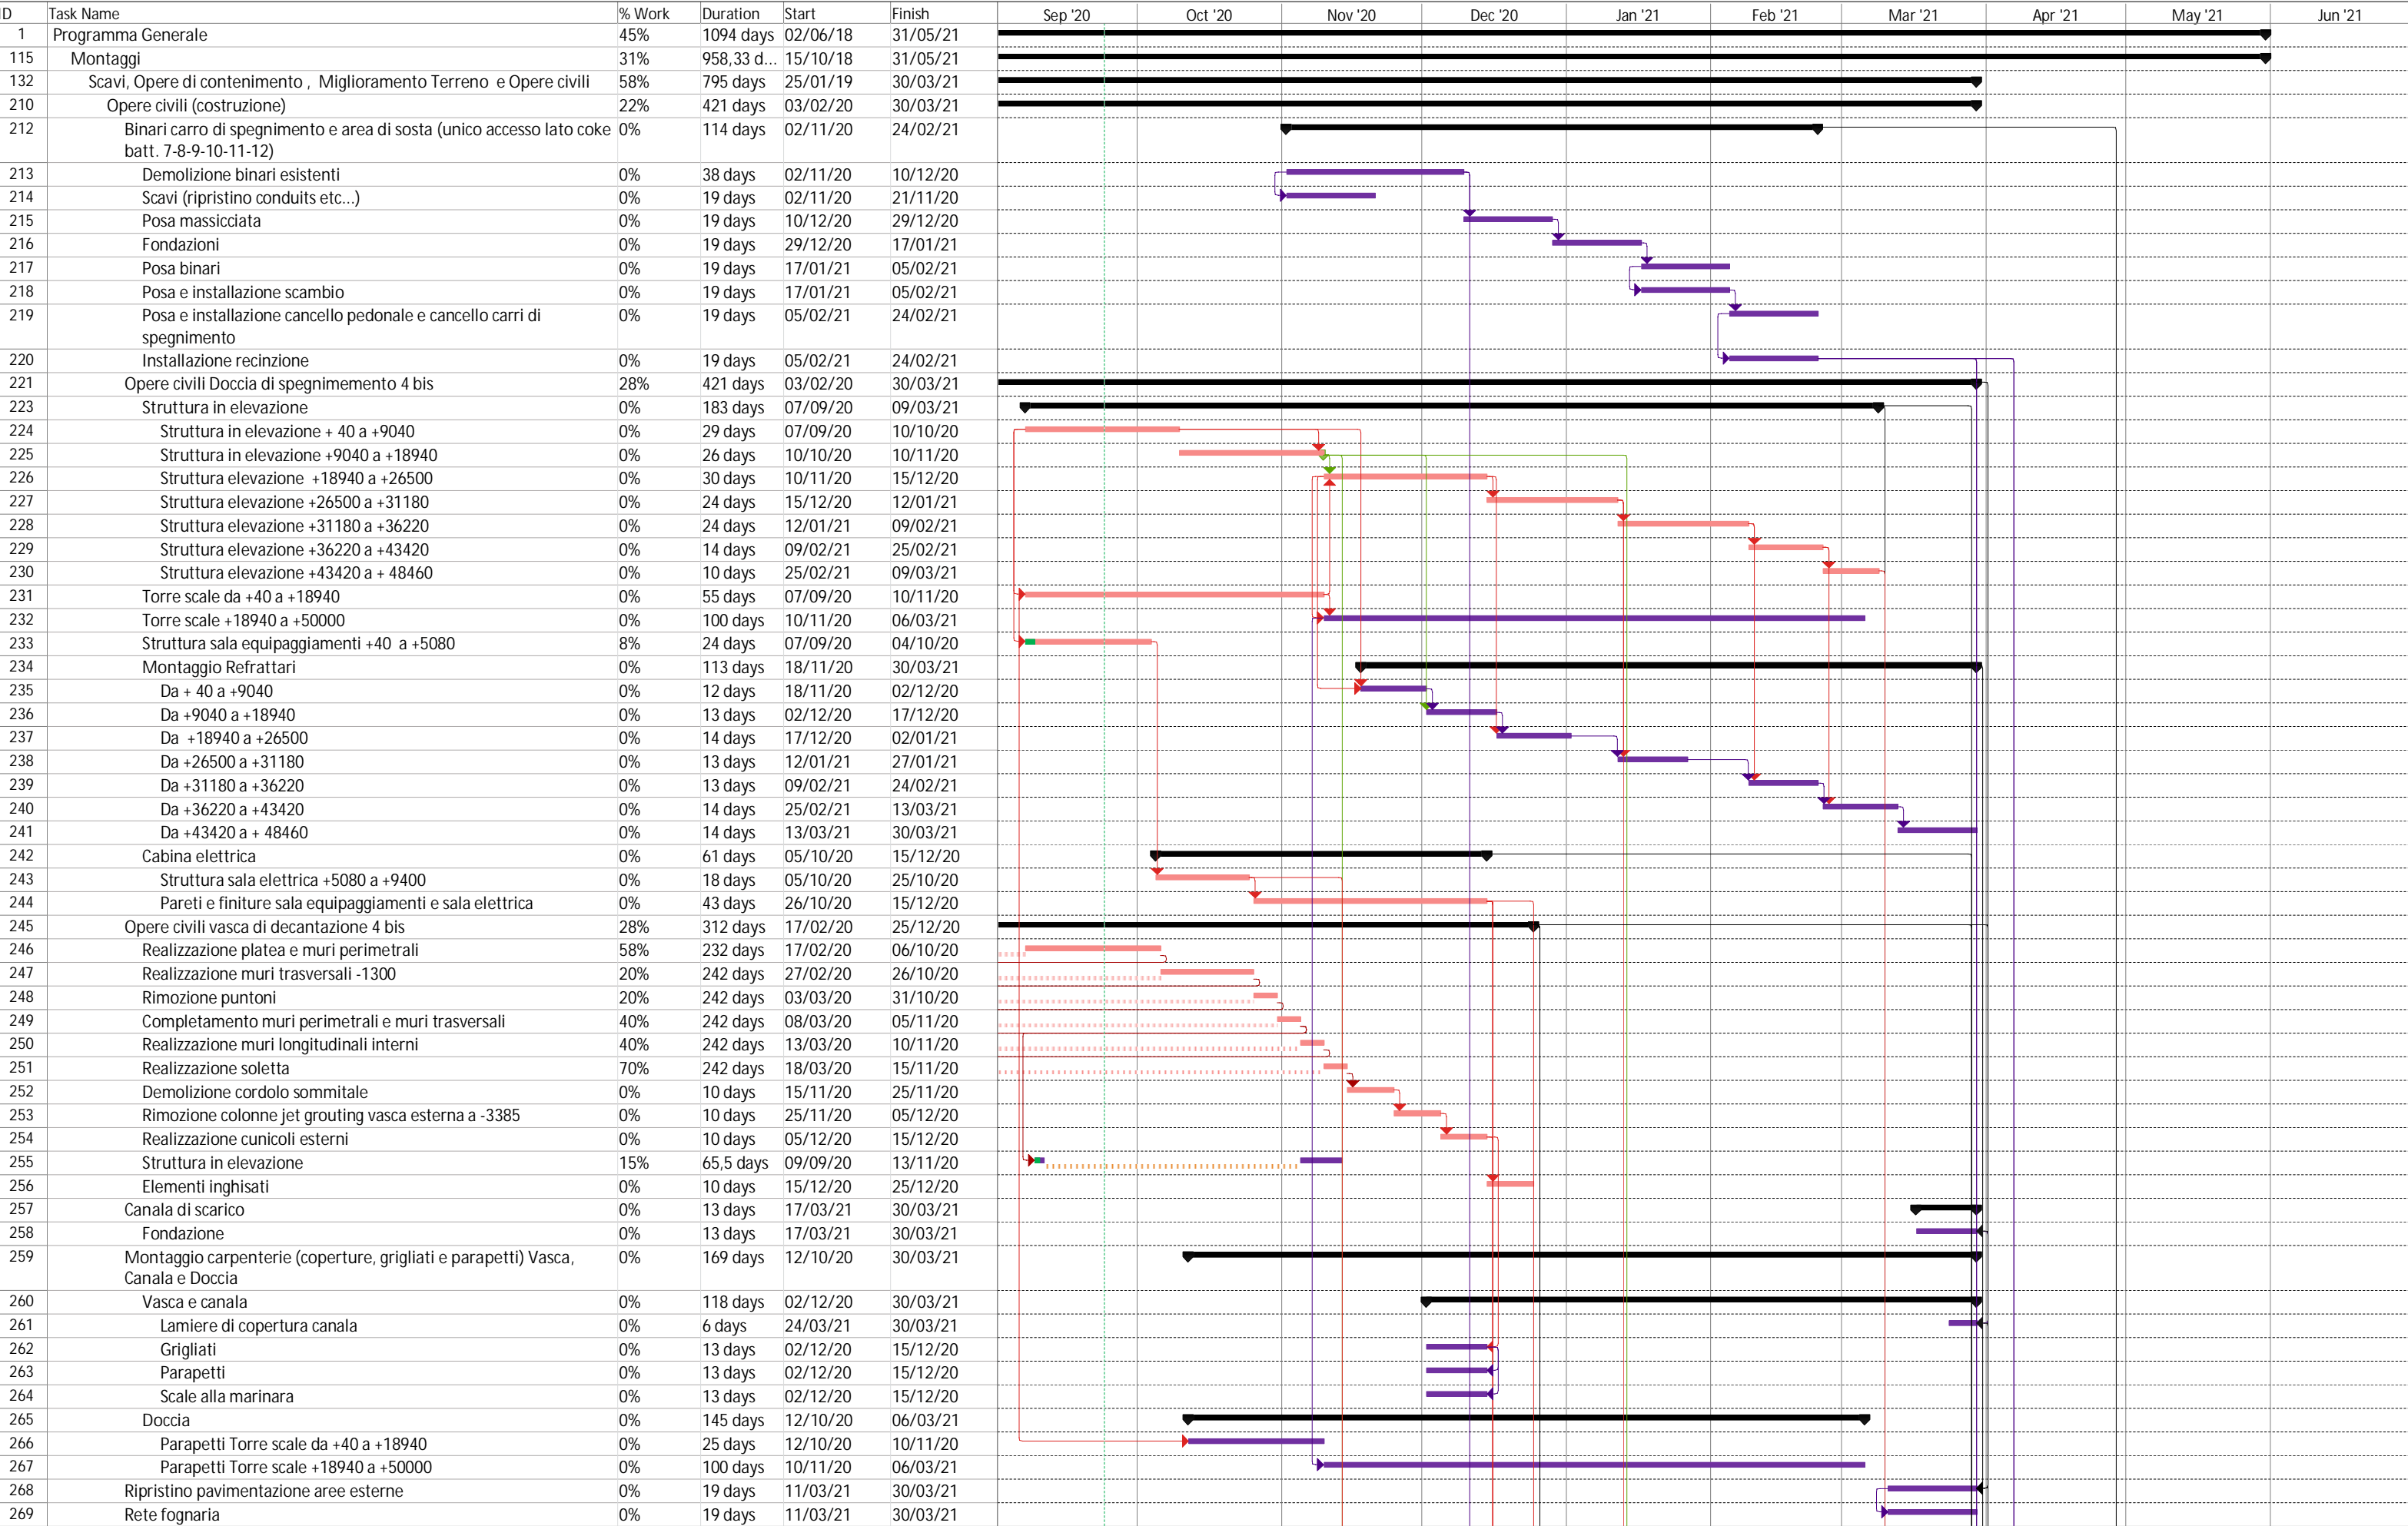 ID Task Name % Work Duration Start Finish Sep '20 Oct '20 Nov '20 Dec '20 Jan '21 Feb '21 Mar '21 Apr '21 May '21 Jun '21
1 Programma Generale 45% 1094 days 02/06/18 31/05/21
115 Montaggi 31% 958,33 d... 15/10/18 31/05/21
132 Scavi, Opere di contenimento , Miglioramento Terreno e Opere civili 58% 795 days 25/01/19 30/03/21
210 Opere civili (costruzione) 22% 421 days 03/02/20 30/03/21
212 Binari carro di spegnimento e area di sosta (unico accesso lato coke 0% 114 days 02/11/20 24/02/21
batt. 7-8-9-10-11-12)
213 Demolizione binari esistenti 0% 38 days 02/11/20 10/12/20
214 Scavi (ripristino conduits etc...) 0% 19 days 02/11/20 21/11/20
215 Posa massicciata 0% 19 days 10/12/20 29/12/20
216 Fondazioni 0% 19 days 29/12/20 17/01/21
217 Posa binari 0% 19 days 17/01/21 05/02/21
218 Posa e installazione scambio 0% 19 days 17/01/21 05/02/21
219 Posa e installazione cancello pedonale e cancello carri di 0% 19 days 05/02/21 24/02/21
spegnimento
220 Installazione recinzione 0% 19 days 05/02/21 24/02/21
221 Opere civili Doccia di spegnimemento 4 bis 28% 421 days 03/02/20 30/03/21
223 Struttura in elevazione 0% 183 days 07/09/20 09/03/21
224 Struttura in elevazione + 40 a +9040 0% 29 days 07/09/20 10/10/20
225 Struttura in elevazione +9040 a +18940 0% 26 days 10/10/20 10/11/20
226 Struttura elevazione +18940 a +26500 0% 30 days 10/11/20 15/12/20
227 Struttura elevazione +26500 a +31180 0% 24 days 15/12/20 12/01/21
228 Struttura elevazione +31180 a +36220 0% 24 days 12/01/21 09/02/21
229 Struttura elevazione +36220 a +43420 0% 14 days 09/02/21 25/02/21
230 Struttura elevazione +43420 a + 48460 0% 10 days 25/02/21 09/03/21
231 Torre scale da +40 a +18940 0% 55 days 07/09/20 10/11/20
232 Torre scale +18940 a +50000 0% 100 days 10/11/20 06/03/21
233 Struttura sala equipaggiamenti +40 a +5080 8% 24 days 07/09/20 04/10/20
234 Montaggio Refrattari 0% 113 days 18/11/20 30/03/21
235 Da + 40 a +9040 0% 12 days 18/11/20 02/12/20
236 Da +9040 a +18940 0% 13 days 02/12/20 17/12/20
237 Da +18940 a +26500 0% 14 days 17/12/20 02/01/21
238 Da +26500 a +31180 0% 13 days 12/01/21 27/01/21
239 Da +31180 a +36220 0% 13 days 09/02/21 24/02/21
240 Da +36220 a +43420 0% 14 days 25/02/21 13/03/21
241 Da +43420 a + 48460 0% 14 days 13/03/21 30/03/21
242 Cabina elettrica 0% 61 days 05/10/20 15/12/20
243 Struttura sala elettrica +5080 a +9400 0% 18 days 05/10/20 25/10/20
244 Pareti e finiture sala equipaggiamenti e sala elettrica 0% 43 days 26/10/20 15/12/20
245 Opere civili vasca di decantazione 4 bis 28% 312 days 17/02/20 25/12/20
246 Realizzazione platea e muri perimetrali 58% 232 days 17/02/20 06/10/20
247 Realizzazione muri trasversali -1300 20% 242 days 27/02/20 26/10/20
248 Rimozione puntoni 20% 242 days 03/03/20 31/10/20
249 Completamento muri perimetrali e muri trasversali 40% 242 days 08/03/20 05/11/20
250 Realizzazione muri longitudinali interni 40% 242 days 13/03/20 10/11/20
251 Realizzazione soletta 70% 242 days 18/03/20 15/11/20
252 Demolizione cordolo sommitale 0% 10 days 15/11/20 25/11/20
253 Rimozione colonne jet grouting vasca esterna a -3385 0% 10 days 25/11/20 05/12/20
254 Realizzazione cunicoli esterni 0% 10 days 05/12/20 15/12/20
255 Struttura in elevazione 15% 65,5 days 09/09/20 13/11/20
256 Elementi inghisati 0% 10 days 15/12/20 25/12/20
257 Canala di scarico 0% 13 days 17/03/21 30/03/21
258 Fondazione 0% 13 days 17/03/21 30/03/21
259 Montaggio carpenterie (coperture, grigliati e parapetti) Vasca, 0% 169 days 12/10/20 30/03/21
Canala e Doccia
260 Vasca e canala 0% 118 days 02/12/20 30/03/21
261 Lamiere di copertura canala 0% 6 days 24/03/21 30/03/21
262 Grigliati 0% 13 days 02/12/20 15/12/20
263 Parapetti 0% 13 days 02/12/20 15/12/20
264 Scale alla marinara 0% 13 days 02/12/20 15/12/20
265 Doccia 0% 145 days 12/10/20 06/03/21
266 Parapetti Torre scale da +40 a +18940 0% 25 days 12/10/20 10/11/20
267 Parapetti Torre scale +18940 a +50000 0% 100 days 10/11/20 06/03/21
268 Ripristino pavimentazione aree esterne 0% 19 days 11/03/21 30/03/21
269 Rete fognaria 0% 19 days 11/03/21 30/03/21